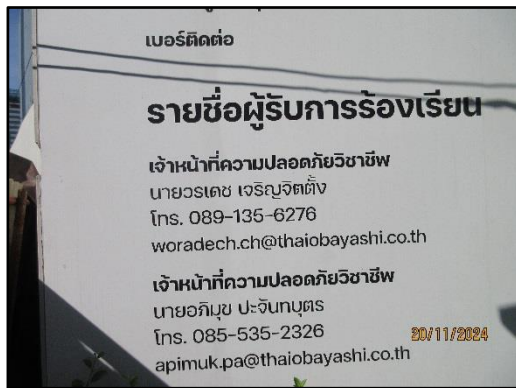 เบอร์ติดต่อ
รายชื่อผู้รับการร้องเรียน
เจ้าหน้าที่ความปลอดภัยวิชาชีพ
นายวรเดช เจริญจิตตั้ง
โทร. 089-135-6276
woradech.ch@thaiobayashi.co.th
เจ้าหน้าที่ความปลอดภัยวิชาชีพ
นายอภิมุข ปะจันทบุตร
โทร. 085-535-2326
20/11/2024
apimuk.pa@thaiobayashi.co.th